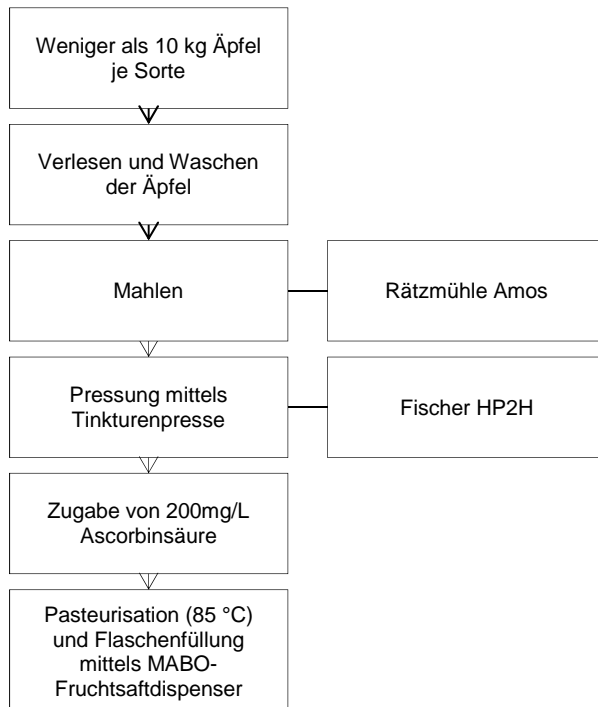 Weniger als 10 kg Äpfel
je Sorte
Verlesen und Waschen
der Äpfel
Mahlen
Rätzmühle Amos
Pressung mittels
Tinkturenpresse
Fischer HP2H
Zugabe von 200mg/L
Ascorbinsäure
Pasteurisation (85 °C)
und Flaschenfüllung
mittels MABO-
Fruchtsaftdispenser